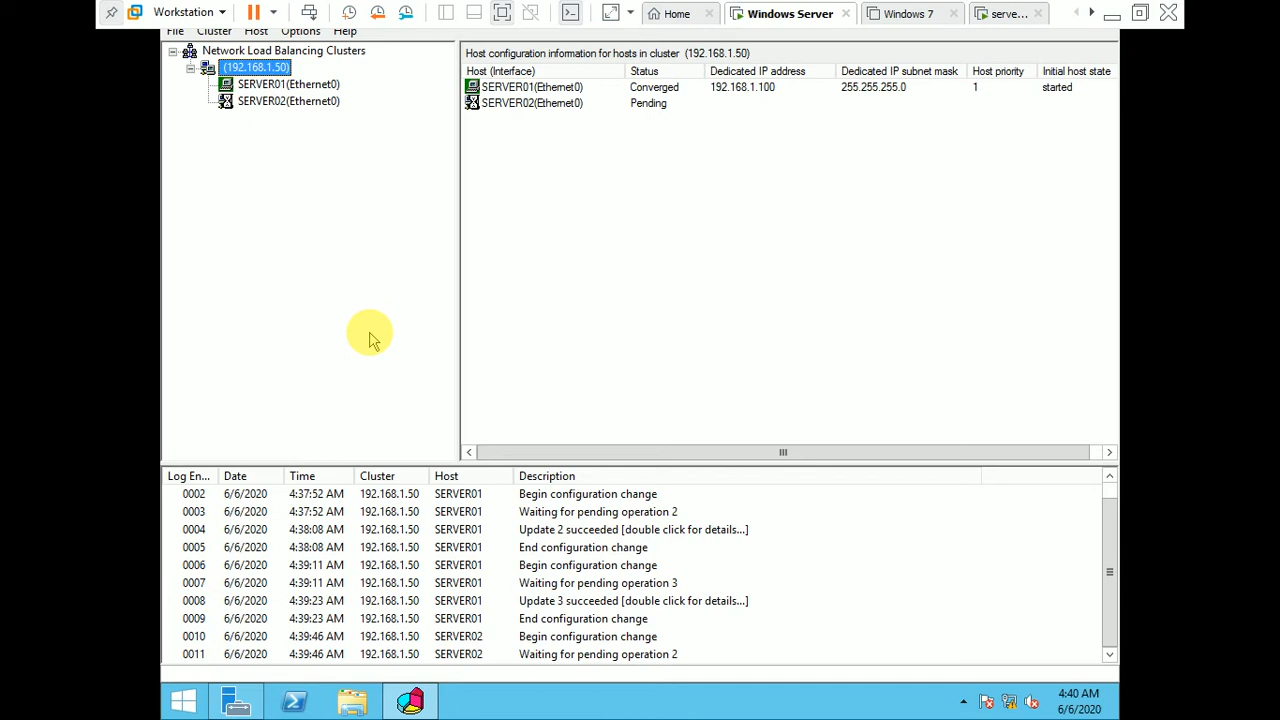 Workstation
Home
Windows Server
Windows 7
serve...
File Cluster Host Options Help
Network Load Balancing Clusters
(192.168.1.50)
SERVER01(Ethernet0)
SERVER02(Ethernet0)
Host configuration information for hosts in cluster (192.168.1.50)
Host (Interface) Status Dedicated IP address Dedicated IP subnet mask Host priority Initial host state
SERVER01(Ethernet0) Converged 192.168.1.100 255.255.255.0 1 started
SERVER02(Ethernet0) Pending
Log En... Date Time Cluster Host Description
0002 6/6/2020 4:37:52 AM 192.168.1.50 SERVER01 Begin configuration change
0003 6/6/2020 4:37:52 AM 192.168.1.50 SERVER01 Waiting for pending operation 2
0004 6/6/2020 4:38:08 AM 192.168.1.50 SERVER01 Update 2 succeeded [double click for details...]
0005 6/6/2020 4:38:08 AM 192.168.1.50 SERVER01 End configuration change
0006 6/6/2020 4:39:11 AM 192.168.1.50 SERVER01 Begin configuration change
0007 6/6/2020 4:39:11 AM 192.168.1.50 SERVER01 Waiting for pending operation 3
0008 6/6/2020 4:39:23 AM 192.168.1.50 SERVER01 Update 3 succeeded [double click for details...]
0009 6/6/2020 4:39:23 AM 192.168.1.50 SERVER01 End configuration change
0010 6/6/2020 4:39:46 AM 192.168.1.50 SERVER02 Begin configuration change
0011 6/6/2020 4:39:46 AM 192.168.1.50 SERVER02 Waiting for pending operation 2
4:40 AM
6/6/2020